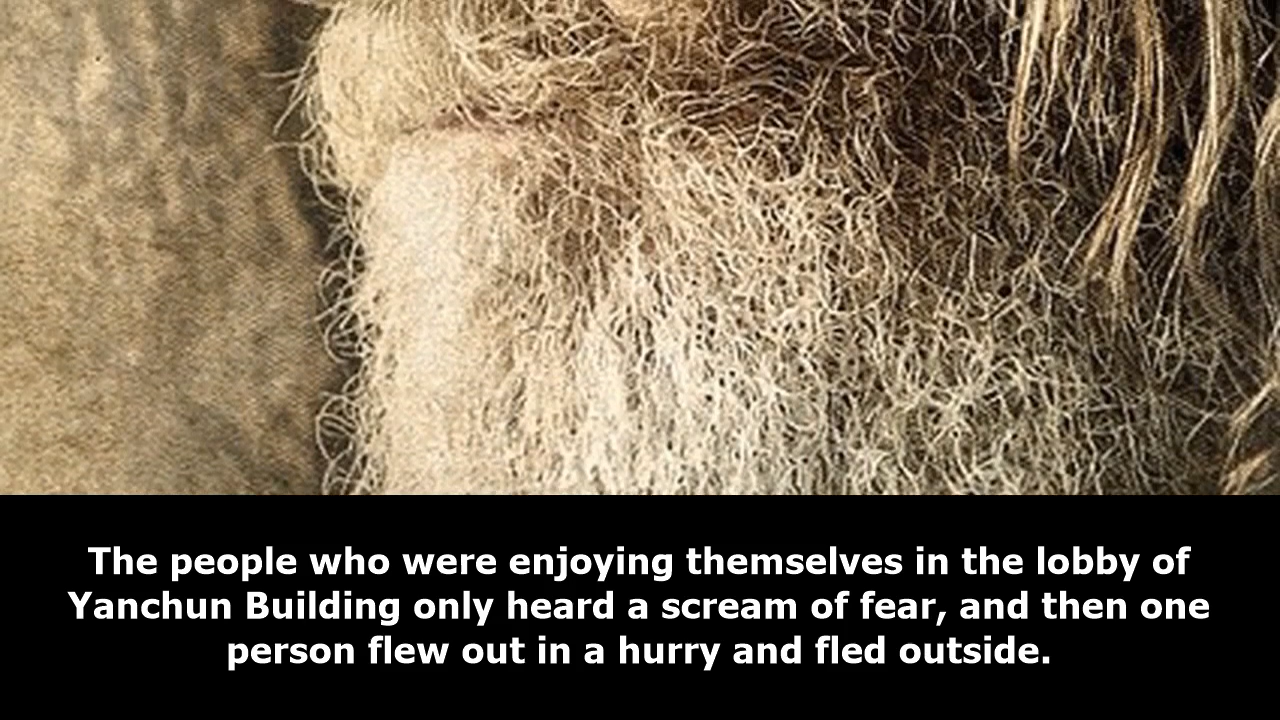 The people who were enjoying themselves in the lobby of
Yanchun Building only heard a scream of fear, and then one
person flew out in a hurry and fled outside.